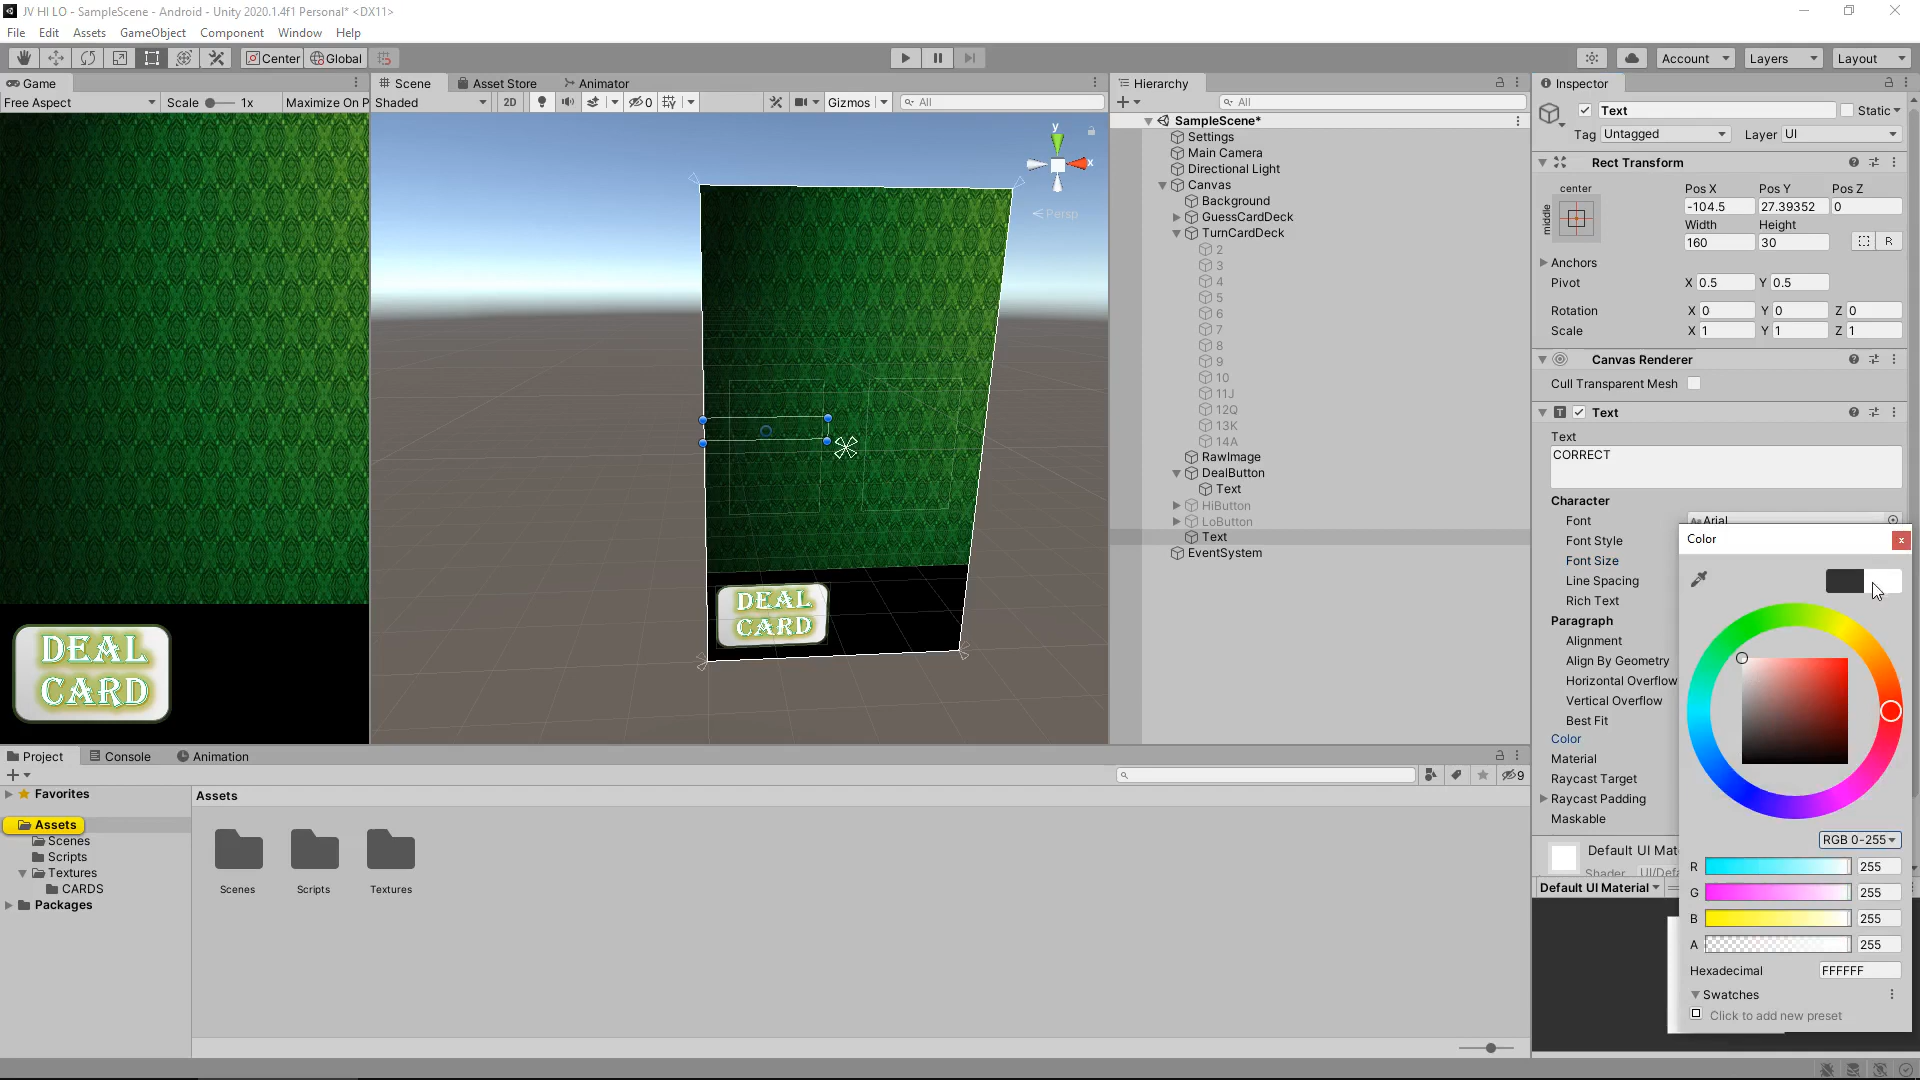 JV HI LO - SampleScene - Android - Unity 2020.1.4f1 Personal* <DX11>
File Edit Assets GameObject Component Window Help
Center Global Account Layers Layout
Game Scene Asset Store Animator Hierarchy Inspector
Free Aspect Scale 1x Maximize On P Shaded 2D 0 Gizmos All All
Text Static
Tag Untagged Layer UI
SampleScene*
Settings
Main Camera
Directional Light
Canvas
Background
GuessCardDeck
TurnCardDeck
2
3
4
5
6
7
8
9
10
11J
12Q
13K
14A
RawImage
DealButton
Text
HiButton
LoButton
Text
EventSystem
y
x
Persp
DEAL
CARD
DEAL
CARD
Rect Transform
center
middle
Pos X Pos Y Pos Z
-104.5 27.39352 0
Width Height
160 30 R
Anchors
Pivot X 0.5 Y 0.5
Rotation X 0 Y 0 Z 0
Scale X 1 Y 1 Z 1
Canvas Renderer
Cull Transparent Mesh
Text
Text
CORRECT
Character
Font Arial
Font Style
Font Size
Line Spacing
Rich Text
Paragraph
Alignment
Align By Geometry
Horizontal Overflow
Vertical Overflow
Best Fit
Color
Material
Raycast Target
Raycast Padding
Maskable
Default UI Mat
Shader UI/Defa
Default UI Material
Color
x
RGB 0-255
R 255
G 255
B 255
A 255
Hexadecimal FFFFFF
Swatches
Click to add new preset
Project Console Animation
9
Favorites
Assets
Scenes
Scripts
Textures
CARDS
Packages
Assets
Scenes Scripts Textures